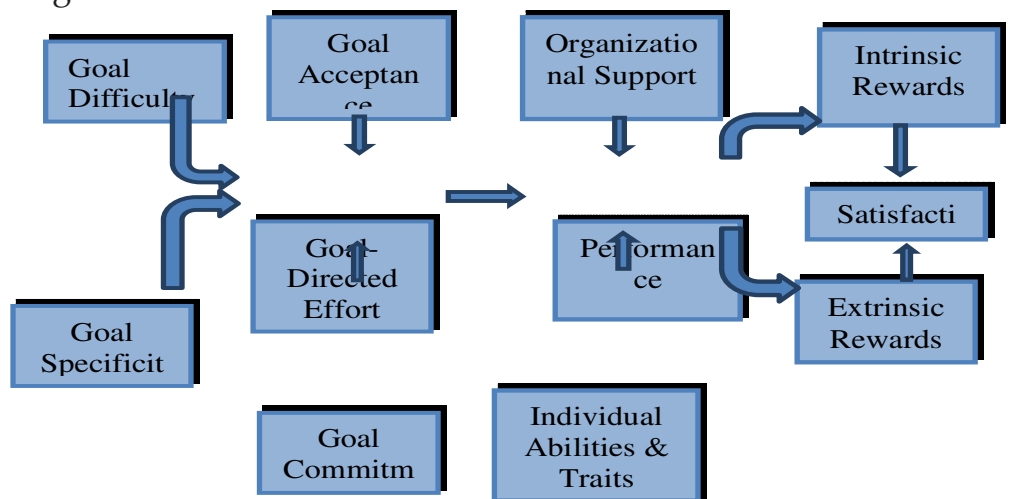 Goal
Difficulty
Goal
Acceptan
ce
Organizatio
nal Support
Intrinsic
Rewards
Satisfacti
Goal-
Directed
Effort
Performan
ce
Extrinsic
Rewards
Goal
Specificit
Goal
Commitm
Individual
Abilities &
Traits